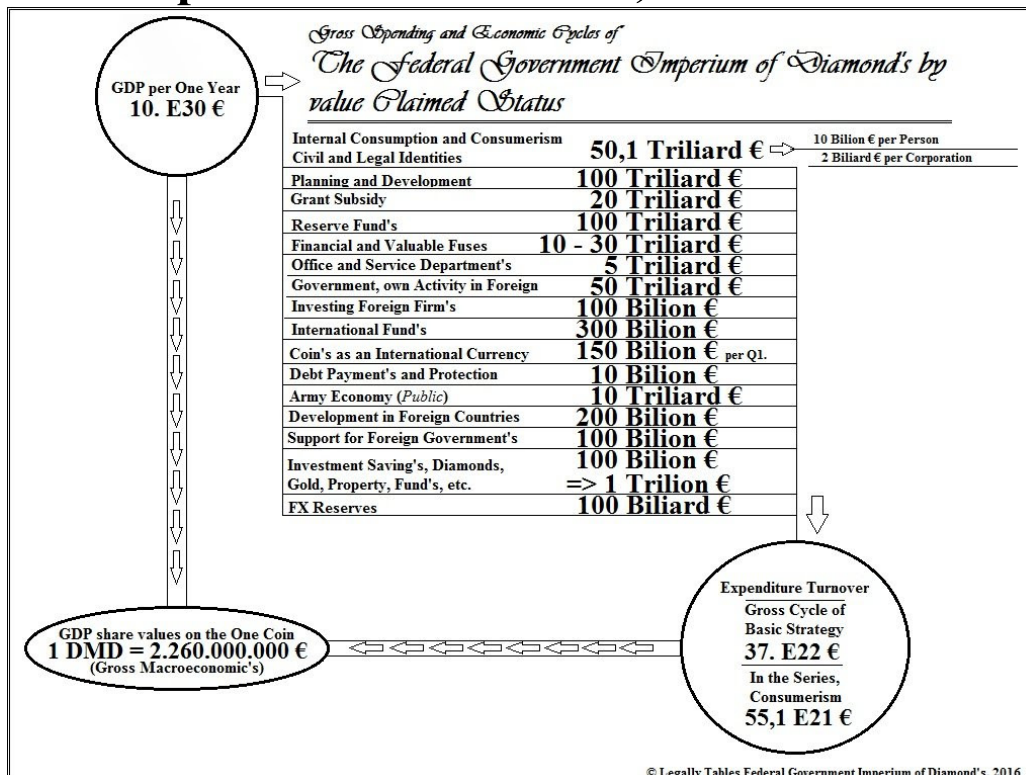 GDP per One Year
10. E30 €
Gross Spending and Economic Cycles of
The Federal Government Imperium of Diamond's by
value Claimed Status
Internal Consumption and Consumerism
Civil and Legal Identities 50,1 Triliard €
10 Bilion € per Person
2 Biliard € per Corporation
Planning and Development 100 Triliard €
Grant Subsidy 20 Triliard €
Reserve Fund's 100 Triliard €
Financial and Valuable Fuses 10 - 30 Triliard €
Office and Service Department's 5 Triliard €
Government, own Activity in Foreign 50 Triliard €
Investing Foreign Firm's 100 Bilion €
International Fund's 300 Bilion €
Coin's as an International Currency 150 Bilion € per Q1.
Debt Payment's and Protection 10 Bilion €
Army Economy (Public) 10 Triliard €
Development in Foreign Countries 200 Bilion €
Support for Foreign Government's 100 Bilion €
Investment Saving's, Diamonds, 100 Bilion €
Gold, Property, Fund's, etc. => 1 Trilion €
FX Reserves 100 Biliard €
Expenditure Turnover
Gross Cycle of
Basic Strategy
37. E22 €
In the Series,
Consumerism
55,1 E21 €
GDP share values on the One Coin
1 DMD = 2.260.000.000 €
(Gross Macroeconomic's)
© Legally Tables Federal Government Imperium of Diamond's, 2016